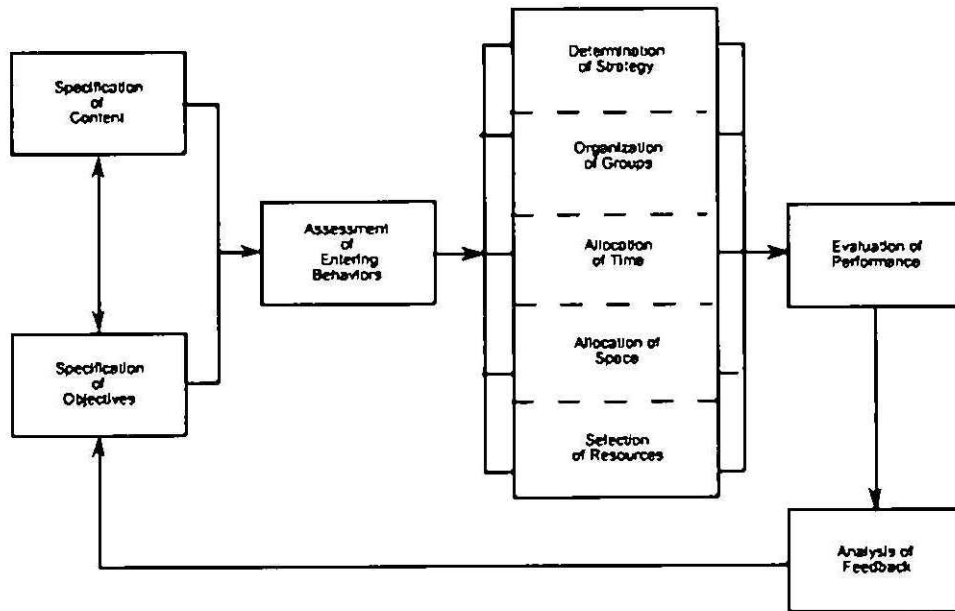 Specification
of
Content
Specification
of
Objectives
Assessment
of
Entering
Behaviors
Determination
of Strategy
Organization
of Groups
Allocation
of Time
Allocation of
Space
Selection
of Resources
Evaluation of
Performance
Analysis of
Feedback